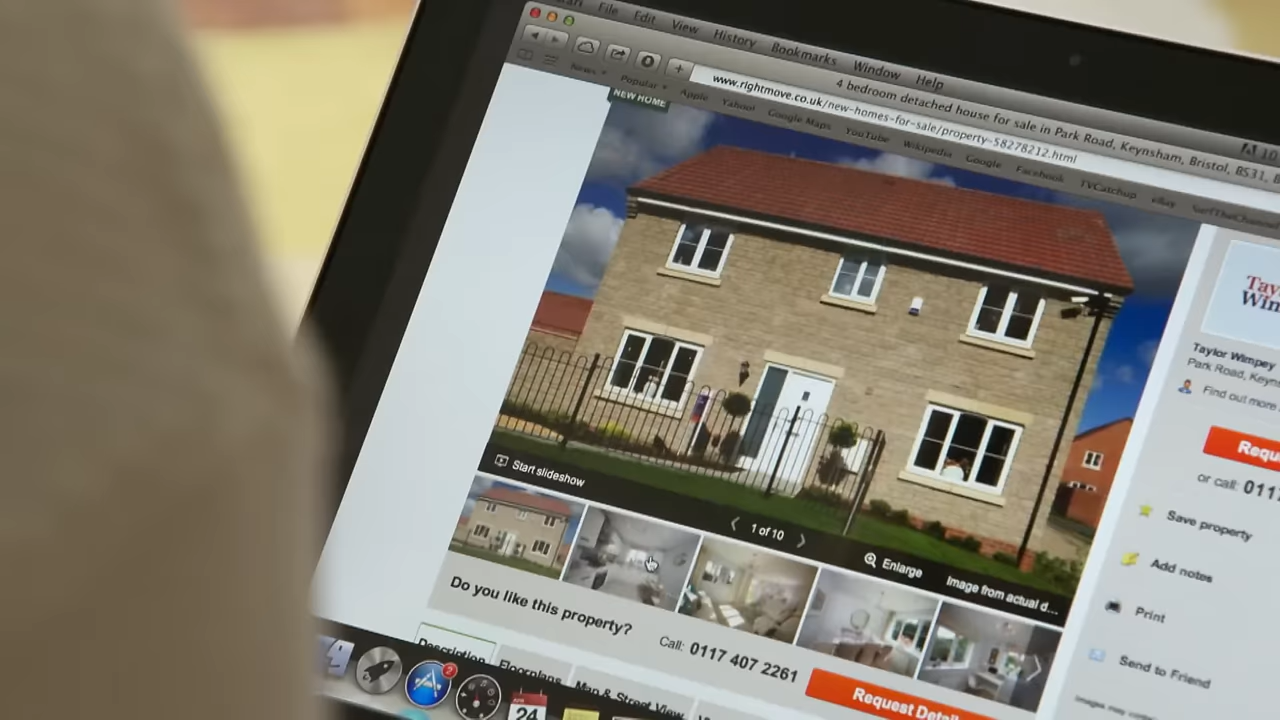 File Edit View History Bookmarks Window Help
4 bedroom detached house for sale in Park Road, Keynsham, Bristol, BS31,
www.rightmove.co.uk/new-homes-for-sale/property-58278212.html
News Popular Apple Yahoo! Google Maps YouTube Wikipedia Google Facebook TVCatchup eBay
NEW HOME
Taylor Wimpey
Park Road,
Find out more
or call:
Save property
Add notes
Print
Send to Friend
Start slideshow
1 of 10
Enlarge
Image from actual d...
Do you like this property?
Call: 0117 407 2261
Request
Description Floorplans Map & Street View
2
24